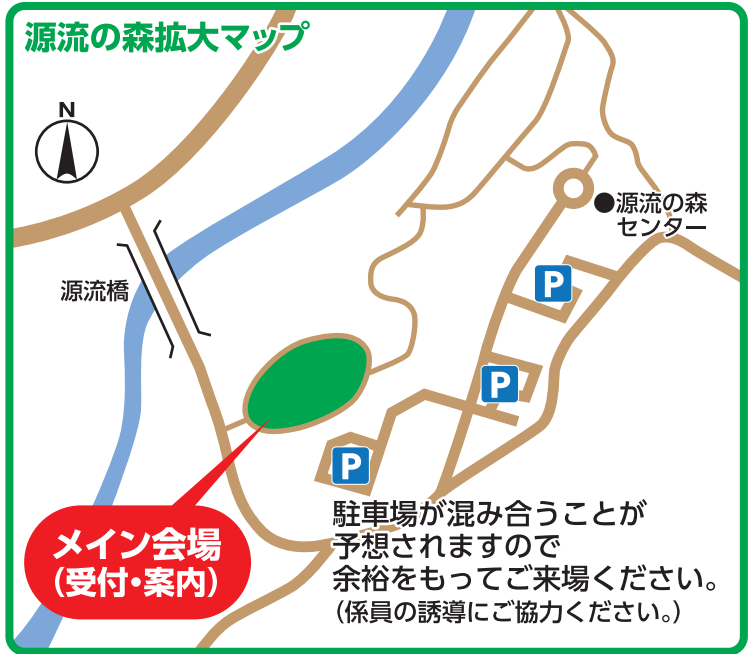 源流の森拡大マップ
N
源流の森
センター
源流橋
P
P
P
メイン会場
(受付・案内)
駐車場が混み合うことが
予想されますので
余裕をもってご来場ください。
(係員の誘導にご協力ください。)